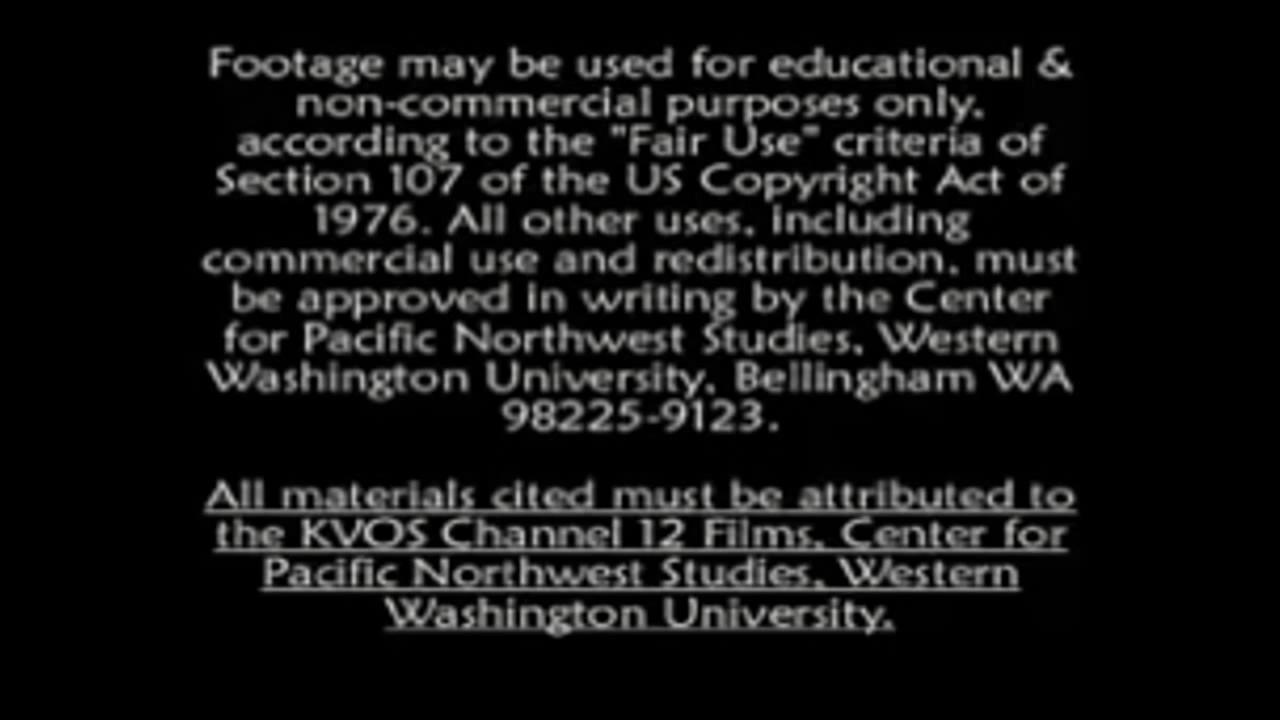 Footage may be used for educational &
non-commercial purposes only,
according to the "Fair Use" criteria of
Section 107 of the US Copyright Act of
1976. All other uses, including
commercial use and redistribution, must
be approved in writing by the Center
for Pacific Northwest Studies, Western
Washington University, Bellingham WA
98225-9123.
All materials cited must be attributed to
the KVOS Channel 12 Films, Center for
Pacific Northwest Studies, Western
Washington University.